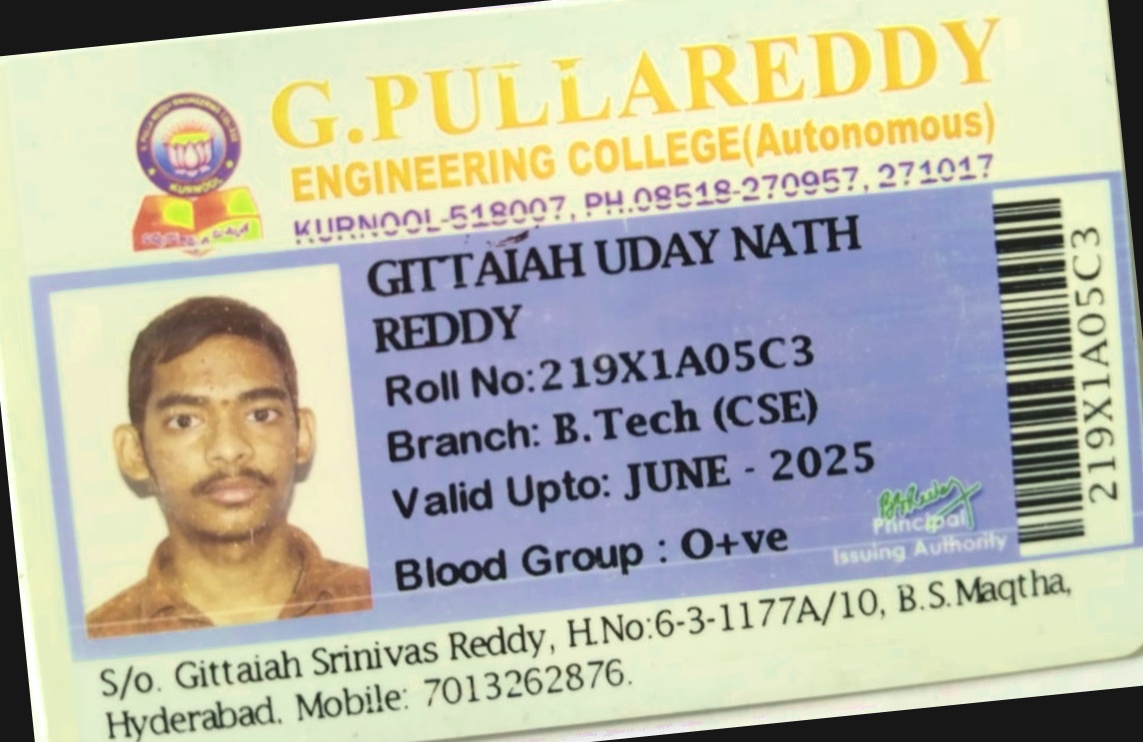 G.PULLAREDDY
ENGINEERING COLLEGE(Autonomous)
KURNOOL-518007, PH.08518-270957, 271017
KURNOOL
GITTAIAH UDAY NATH
REDDY
Roll No:219X1A05C3
Branch: B.Tech (CSE)
Valid Upto: JUNE - 2025
Blood Group : O+ve
Principal
Issuing Authority
219X1A05C3
S/o. Gittaiah Srinivas Reddy, H.No:6-3-1177A/10, B.S.Maqtha,
Hyderabad. Mobile: 7013262876.